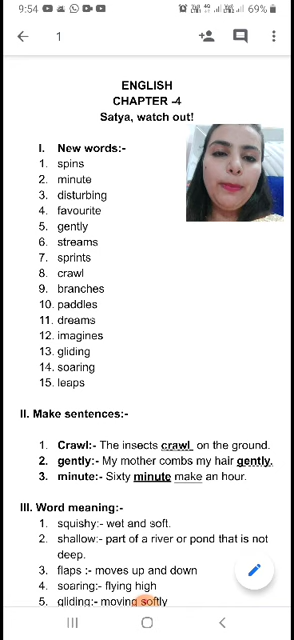 9:54 69%
1
ENGLISH
CHAPTER -4
Satya, watch out!
I. New words:-
1. spins
2. minute
3. disturbing
4. favourite
5. gently
6. streams
7. sprints
8. crawl
9. branches
10. paddles
11. dreams
12. imagines
13. gliding
14. soaring
15. leaps
II. Make sentences:-
1. Crawl:- The insects crawl on the ground.
2. gently:- My mother combs my hair gently.
3. minute:- Sixty minute make an hour.
III. Word meaning:-
1. squishy:- wet and soft.
2. shallow:- part of a river or pond that is not
deep.
3. flaps :- moves up and down
4. soaring:- flying high
5. gliding:- moving softly